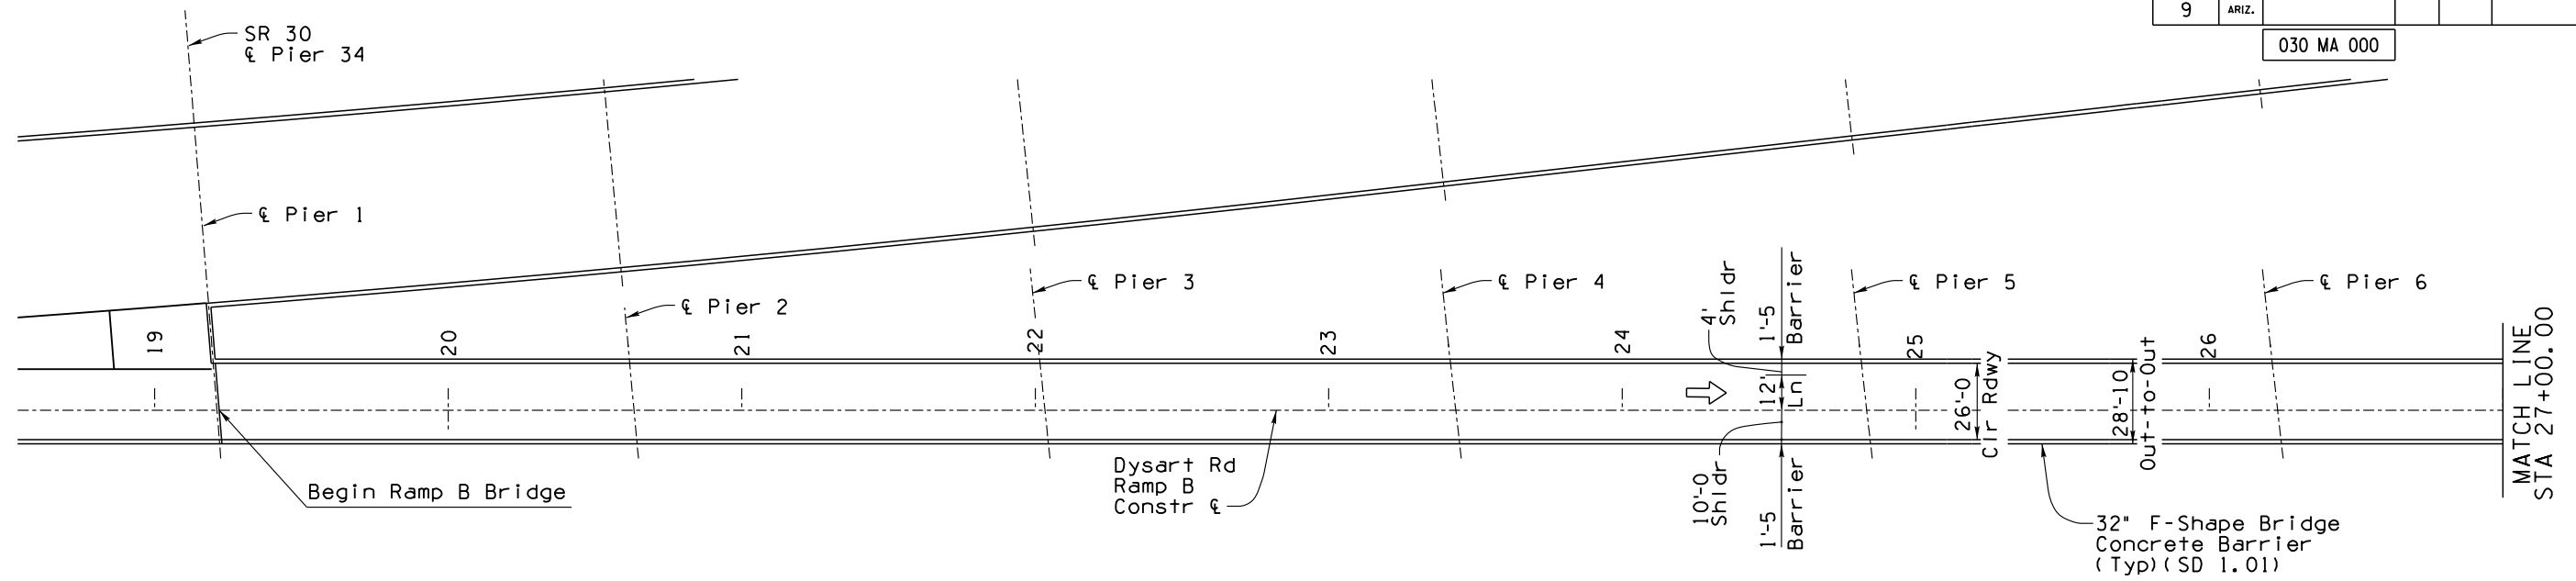 9 ARIZ.
030 MA 000
SR 30
℄ Pier 34
℄ Pier 1
℄ Pier 2
℄ Pier 3
℄ Pier 4
℄ Pier 5
℄ Pier 6
19
20
21
22
23
24
25
26
4'
Shldr
1'-5
Barrier
12'
Ln
10'-0
Shldr
1'-5
Barrier
26'-0
Clr Rdwy
28'-10
Out-to-Out
MATCH LINE
STA 27+00.00
Begin Ramp B Bridge
Dysart Rd
Ramp B
Constr ℄
32" F-Shape Bridge
Concrete Barrier
(Typ)(SD 1.01)